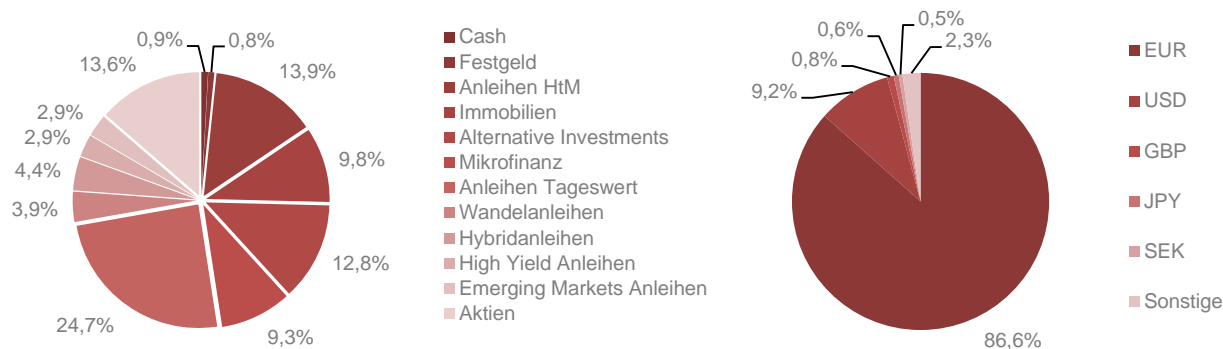 0,9%
0,8%
13,9%
9,8%
12,8%
9,3%
24,7%
3,9%
4,4%
2,9%
2,9%
13,6%
Cash
Festgeld
Anleihen HtM
Immobilien
Alternative Investments
Mikrofinanz
Anleihen Tageswert
Wandelanleihen
Hybridanleihen
High Yield Anleihen
Emerging Markets Anleihen
Aktien
0,5%
0,6%
2,3%
0,8%
9,2%
86,6%
EUR
USD
GBP
JPY
SEK
Sonstige